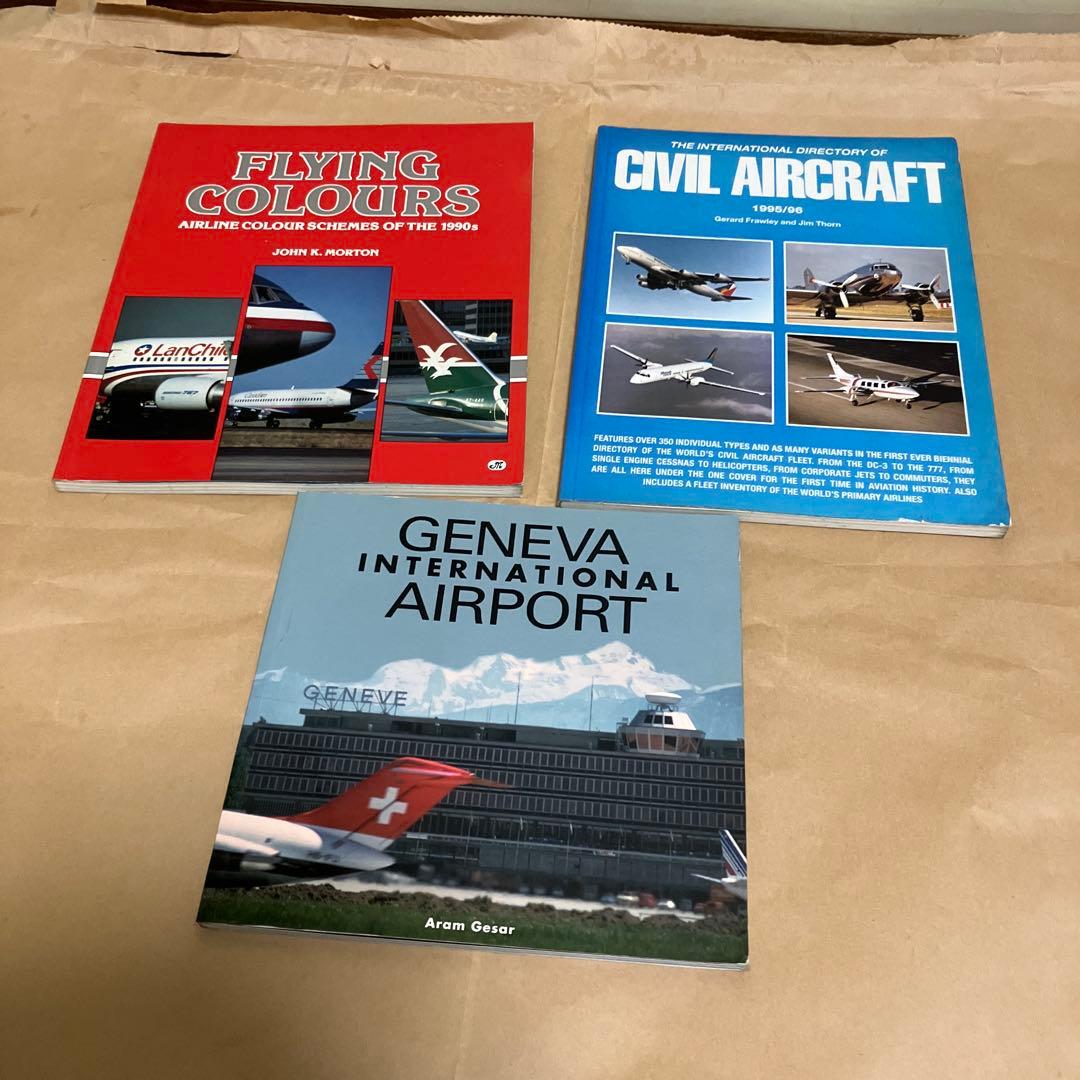 FLYING
COLOURS
AIRLINE COLOUR SCHEMES OF THE 1990s
JOHN K. MORTON
LanChile
767
Canadian
THE INTERNATIONAL DIRECTORY OF
CIVIL AIRCRAFT
1995/96
Gerard Frawley and Jim Thorn
FEATURES OVER 350 INDIVIDUAL TYPES AND AS MANY VARIANTS IN THE FIRST EVER BIENNIAL
DIRECTORY OF THE WORLD'S CIVIL AIRCRAFT FLEET. FROM THE DC-3 TO THE 777, FROM
SINGLE ENGINE CESSNAS TO HELICOPTERS, FROM CORPORATE JETS TO COMMUTERS, THEY
ARE ALL HERE UNDER THE ONE COVER FOR THE FIRST TIME IN AVIATION HISTORY. ALSO
INCLUDES A FLEET INVENTORY OF THE WORLD'S PRIMARY AIRLINES
GENEVA
INTERNATIONAL
AIRPORT
GENEVE
Aram Gesar